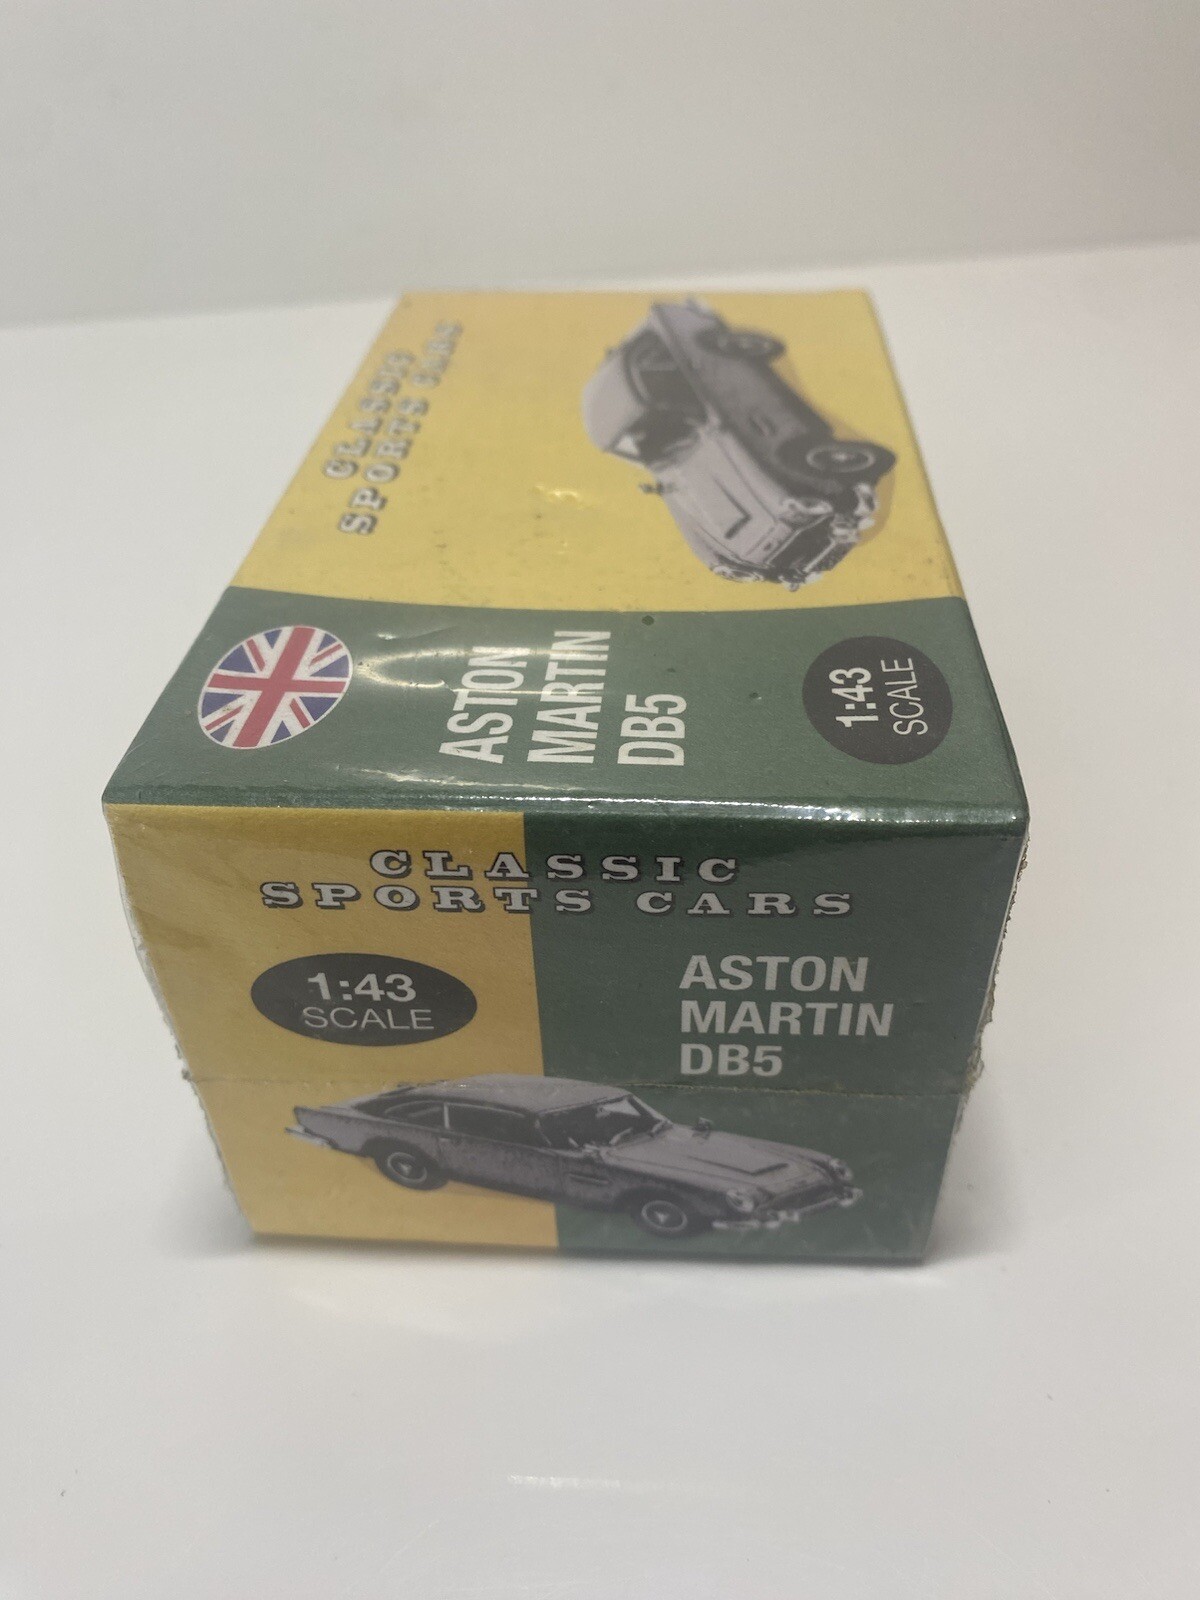 CLASSIC
SPORTS CARS
ASTON
MARTIN
DB5
1:43
SCALE
CLASSIC
SPORTS CARS
1:43
SCALE
ASTON
MARTIN
DB5